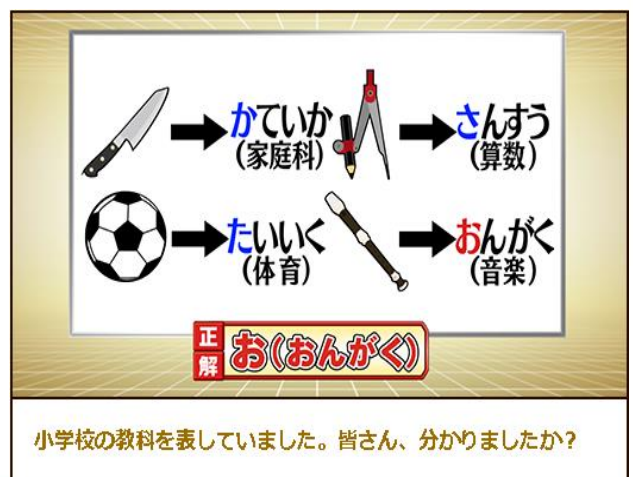 かていか
(家庭科)
さんすう
(算数)
たいいく
(体育)
おんがく
(音楽)
正解 お(おんがく)
小学校の教科を表していました。皆さん、分かりましたか?